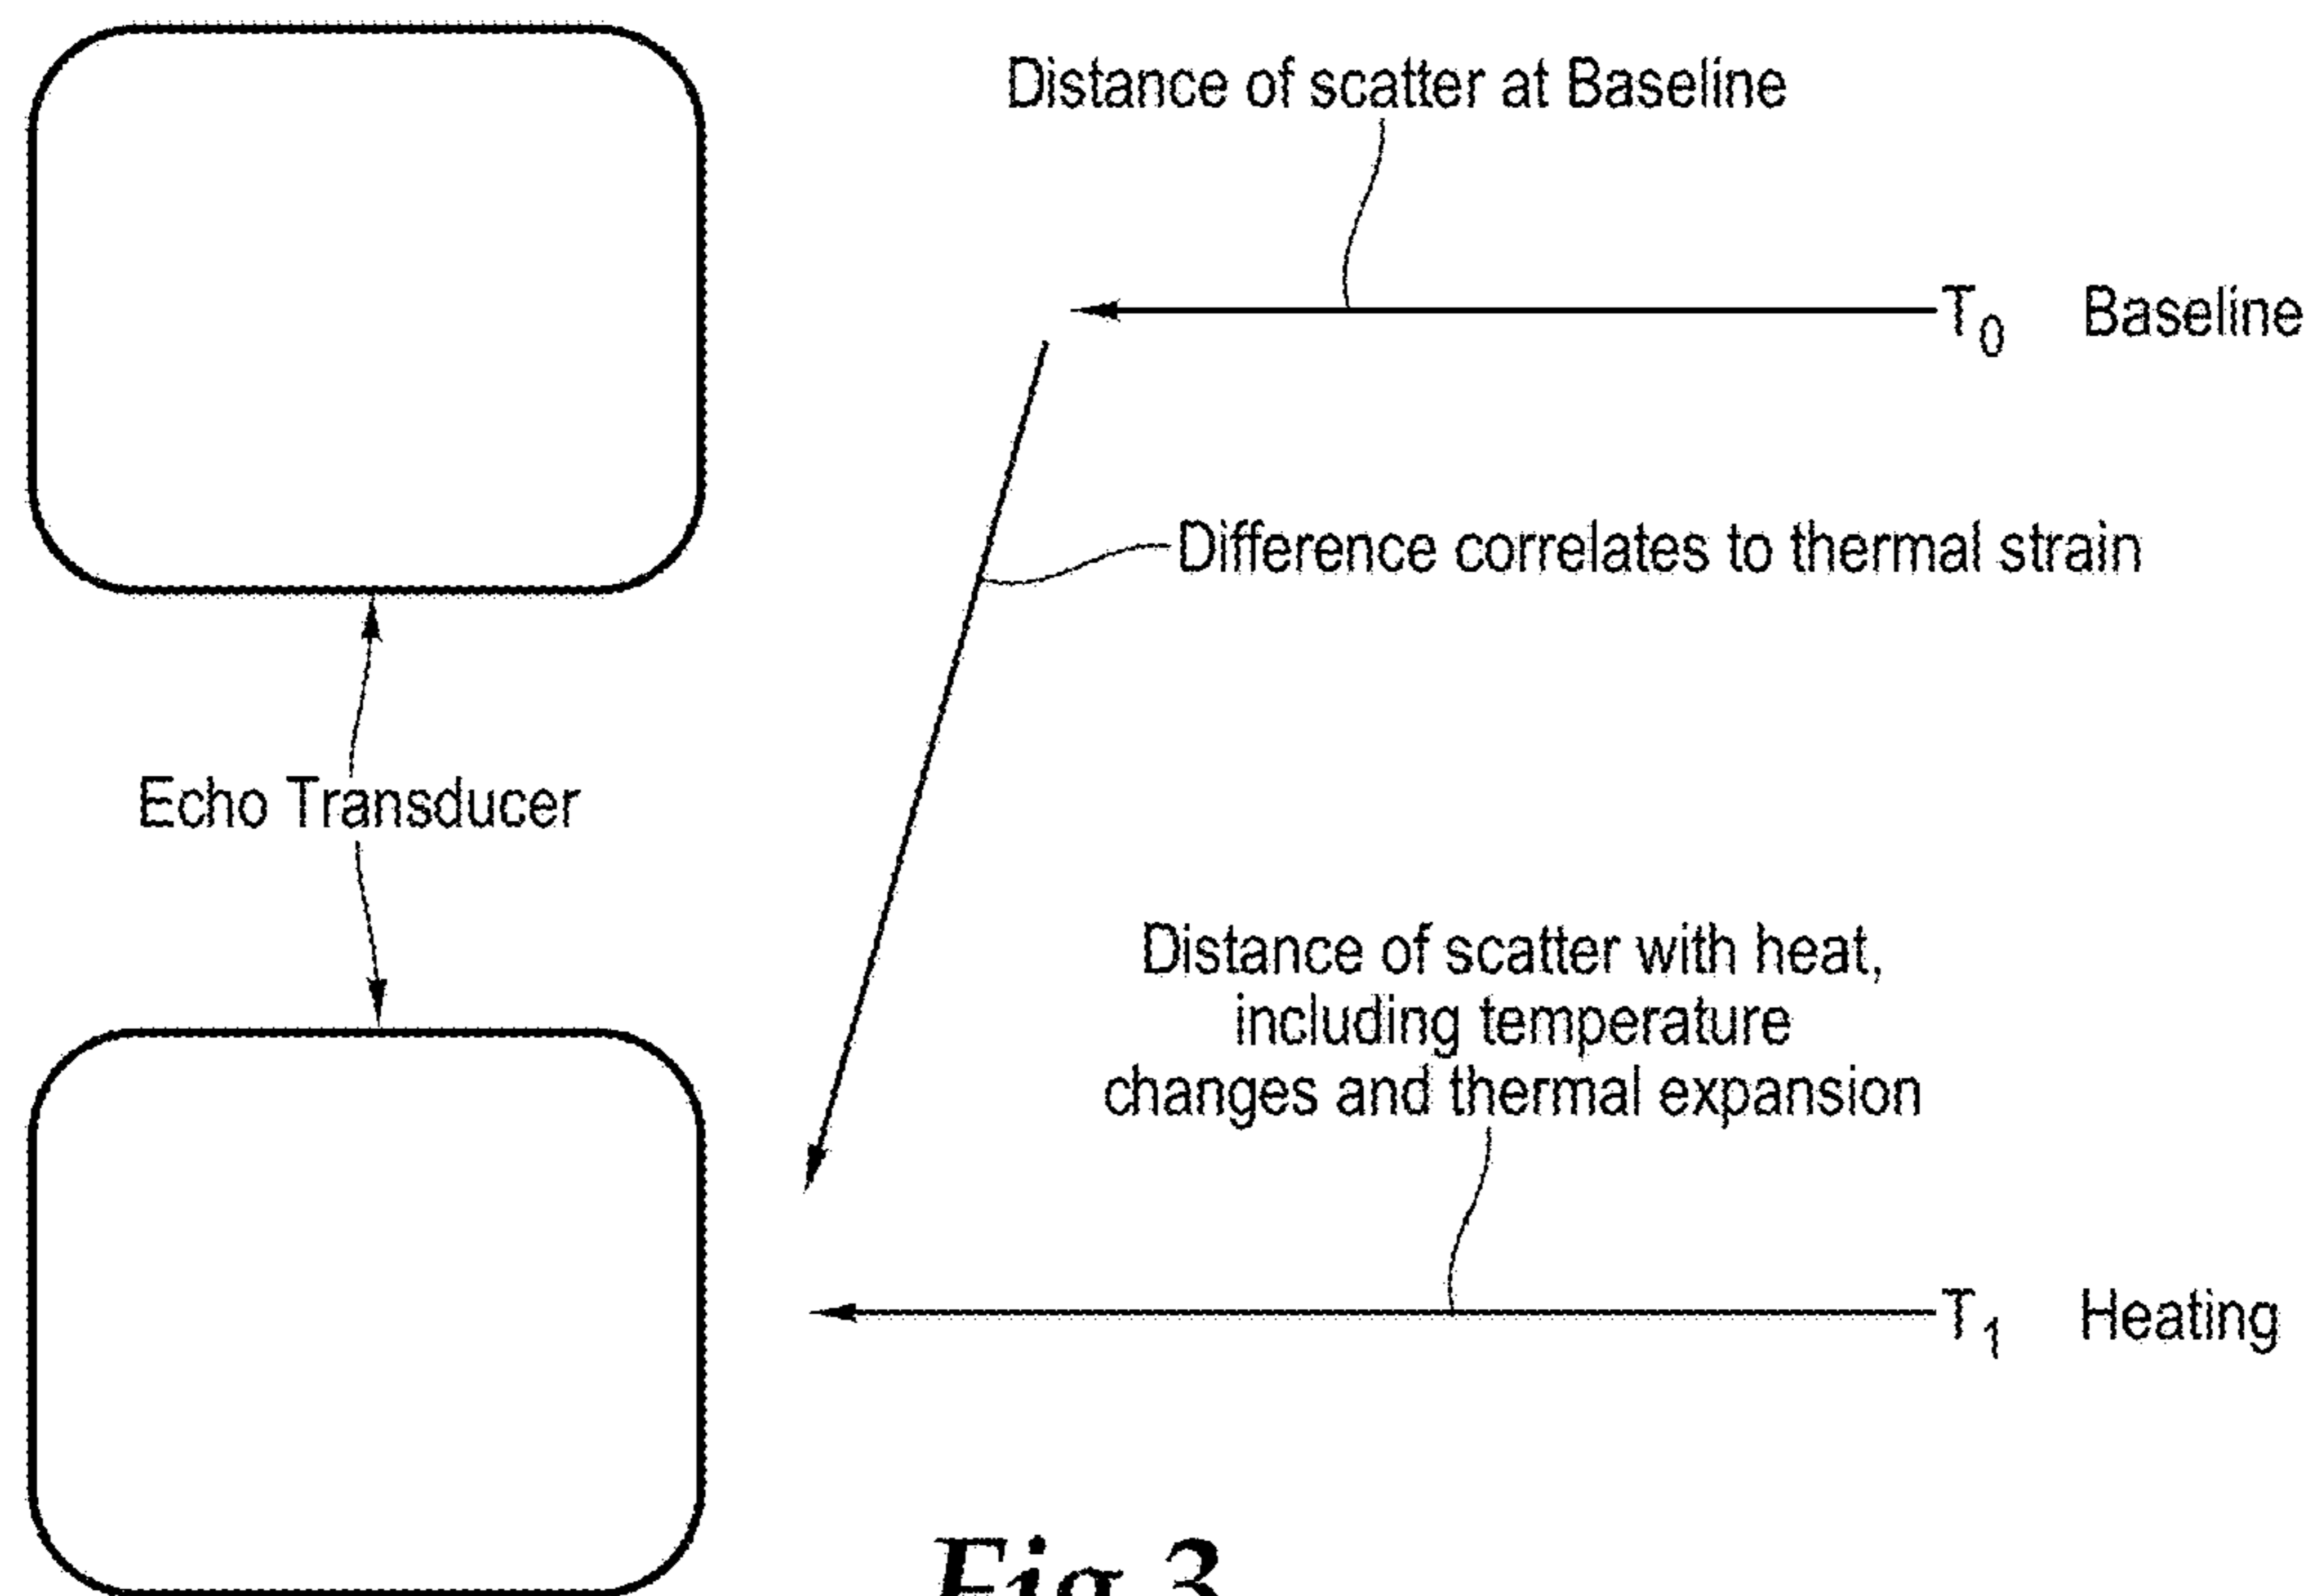 Distance of scatter at Baseline
T0 Baseline
Difference correlates to thermal strain
Echo Transducer
Distance of scatter with heat,
including temperature
changes and thermal expansion
T1 Heating
Fig 3